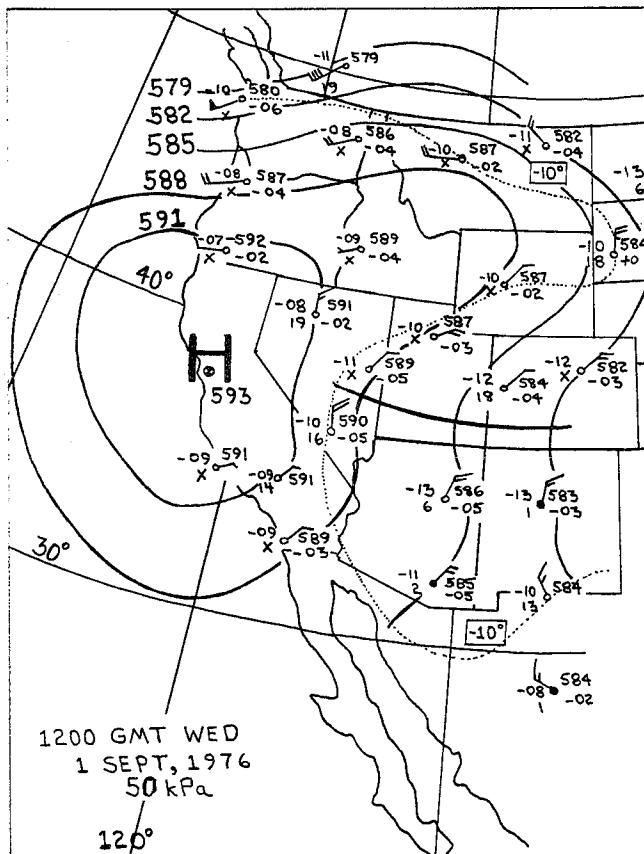 -11 579
19
579 -10 580
-06
582
585
-08 586
-04
X
-10 587
-02
X
-11 582
-04
X
-10°
-13
6
588 -08 587
X -04
591
-07 592
X -02
-09 589
X -04
-10 584
18 +0
-10 587
X -02
40°
-08 591
19 -02
-10 587
X -03
-11 589
X -05
-12 584
18 -04
-12 582
X -03
H
593
-10 590
16 -05
-09 591
X
-09 591
14
-13 586
6 -05
-13 583
1 -03
-09 589
X -03
30°
-11 585
2 -05
-10 584
13
-10°
584
-08 -02
1
1200 GMT WED
1 SEPT, 1976
50 kPa
120°